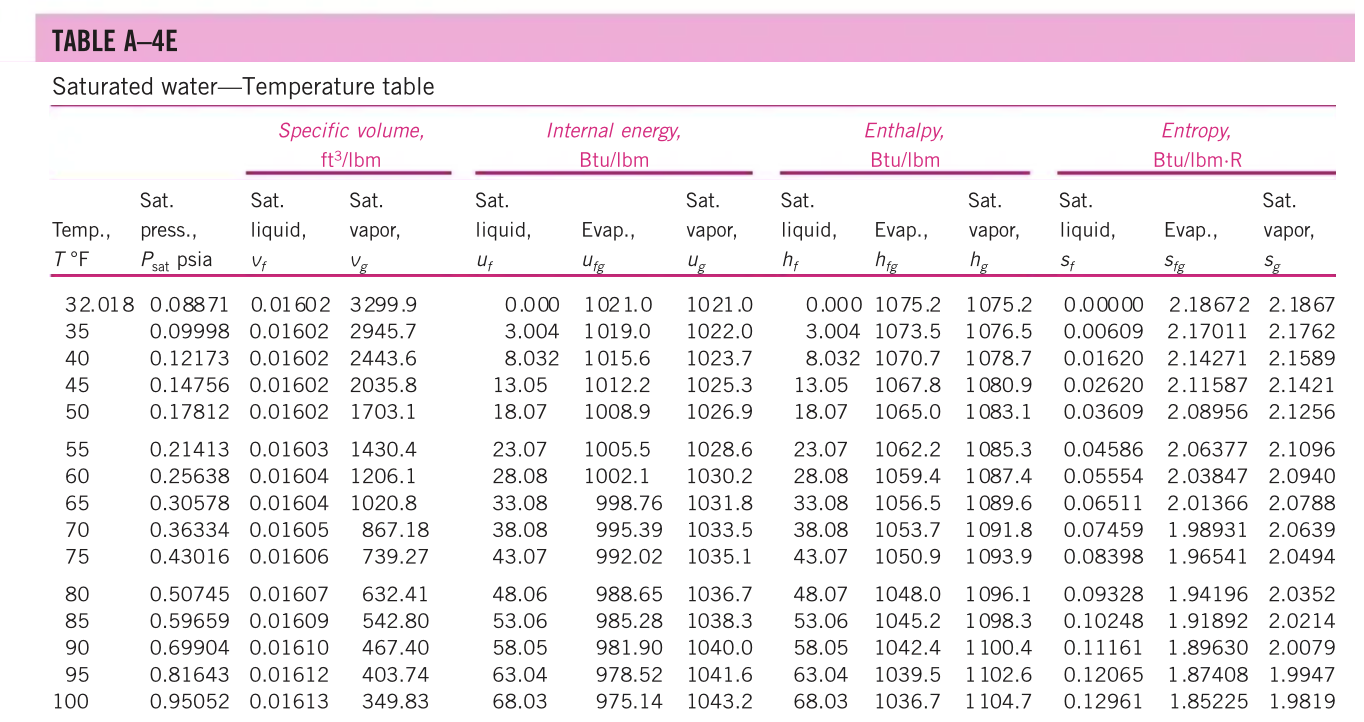 TABLE A–4E
Saturated water—Temperature table
Specific volume, Internal energy, Enthalpy, Entropy,
ft³/lbm Btu/lbm Btu/lbm Btu/lbm·R
Sat. Sat. Sat. Sat. Sat. Sat. Sat. Sat. Sat.
Temp., press., liquid, vapor, liquid, Evap., vapor, liquid, Evap., vapor, liquid, Evap., vapor,
T °F Psat psia vf vg uf ufg ug hf hfg hg sf sfg sg
32.018 0.08871 0.01602 3299.9 0.000 1021.0 1021.0 0.000 1075.2 1075.2 0.00000 2.18672 2.1867
35 0.09998 0.01602 2945.7 3.004 1019.0 1022.0 3.004 1073.5 1076.5 0.00609 2.17011 2.1762
40 0.12173 0.01602 2443.6 8.032 1015.6 1023.7 8.032 1070.7 1078.7 0.01620 2.14271 2.1589
45 0.14756 0.01602 2035.8 13.05 1012.2 1025.3 13.05 1067.8 1080.9 0.02620 2.11587 2.1421
50 0.17812 0.01602 1703.1 18.07 1008.9 1026.9 18.07 1065.0 1083.1 0.03609 2.08956 2.1256
55 0.21413 0.01603 1430.4 23.07 1005.5 1028.6 23.07 1062.2 1085.3 0.04586 2.06377 2.1096
60 0.25638 0.01604 1206.1 28.08 1002.1 1030.2 28.08 1059.4 1087.4 0.05554 2.03847 2.0940
65 0.30578 0.01604 1020.8 33.08 998.76 1031.8 33.08 1056.5 1089.6 0.06511 2.01366 2.0788
70 0.36334 0.01605 867.18 38.08 995.39 1033.5 38.08 1053.7 1091.8 0.07459 1.98931 2.0639
75 0.43016 0.01606 739.27 43.07 992.02 1035.1 43.07 1050.9 1093.9 0.08398 1.96541 2.0494
80 0.50745 0.01607 632.41 48.06 988.65 1036.7 48.07 1048.0 1096.1 0.09328 1.94196 2.0352
85 0.59659 0.01609 542.80 53.06 985.28 1038.3 53.06 1045.2 1098.3 0.10248 1.91892 2.0214
90 0.69904 0.01610 467.40 58.05 981.90 1040.0 58.05 1042.4 1100.4 0.11161 1.89630 2.0079
95 0.81643 0.01612 403.74 63.04 978.52 1041.6 63.04 1039.5 1102.6 0.12065 1.87408 1.9947
100 0.95052 0.01613 349.83 68.03 975.14 1043.2 68.03 1036.7 1104.7 0.12961 1.85225 1.9819